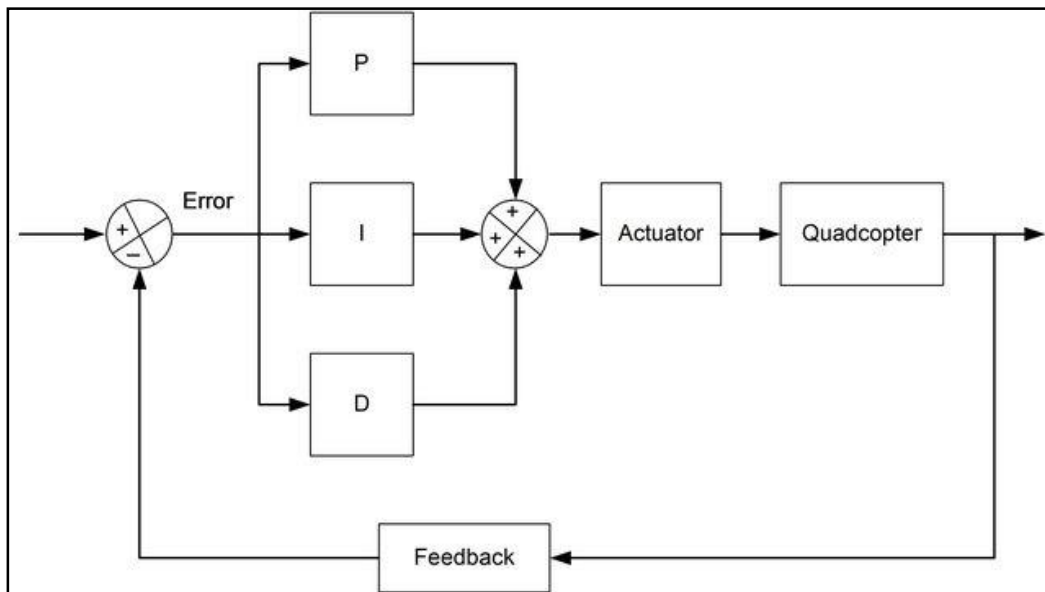 P
Error
+
−
I
+
+
+
Actuator
Quadcopter
D
Feedback